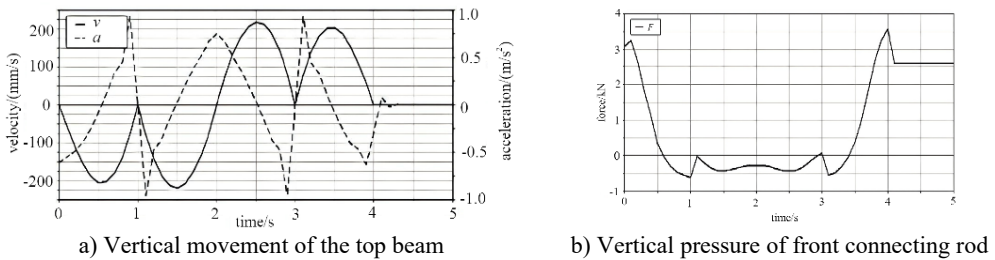 v
a
200
100
0
-100
-200
velocity/(mm/s)
1.0
0.5
0
-0.5
-1.0
acceleration/(m/s²)
0 1 2 3 4 5
time/s
a) Vertical movement of the top beam
F
4
3
2
1
0
-1
force/kN
0 1 2 3 4 5
time/s
b) Vertical pressure of front connecting rod